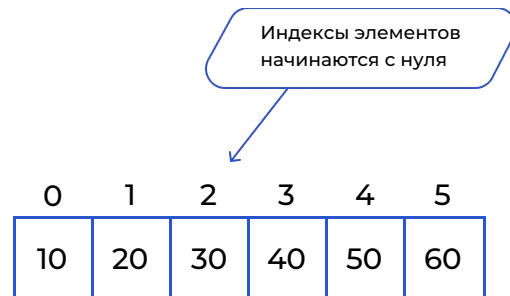 Индексы элементов
начинаются с нуля
0 1 2 3 4 5
10 20 30 40 50 60